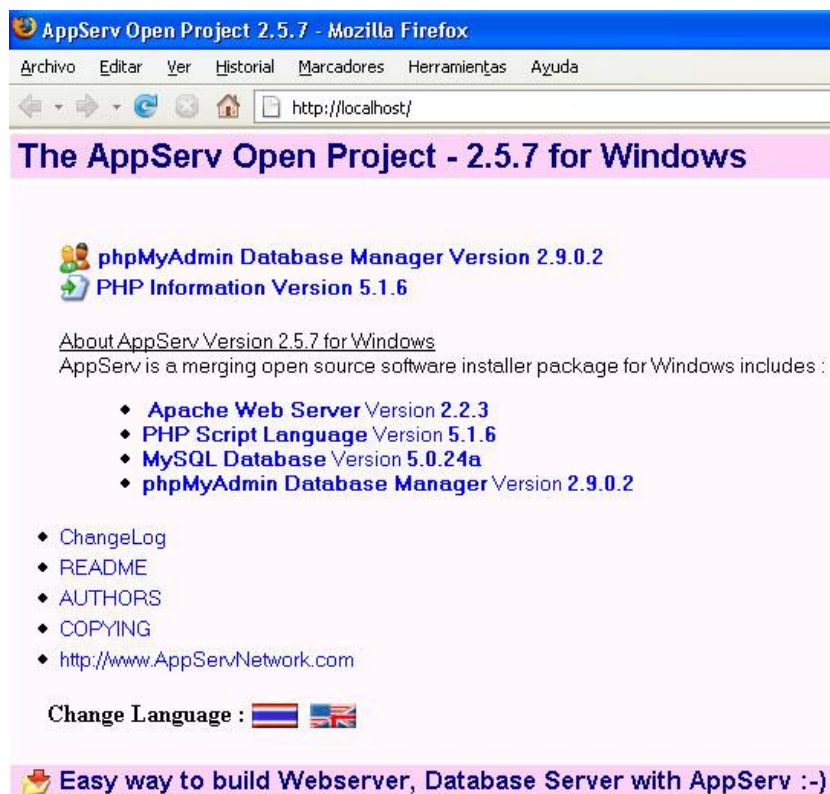 AppServ Open Project 2.5.7 - Mozilla Firefox
Archivo Editar Ver Historial Marcadores Herramientas Ayuda
http://localhost/
The AppServ Open Project - 2.5.7 for Windows
phpMyAdmin Database Manager Version 2.9.0.2
PHP Information Version 5.1.6
About AppServ Version 2.5.7 for Windows
AppServ is a merging open source software installer package for Windows includes :
Apache Web Server Version 2.2.3
PHP Script Language Version 5.1.6
MySQL Database Version 5.0.24a
phpMyAdmin Database Manager Version 2.9.0.2
ChangeLog
README
AUTHORS
COPYING
http://www.AppServNetwork.com
Change Language :
Easy way to build Webserver, Database Server with AppServ :-)